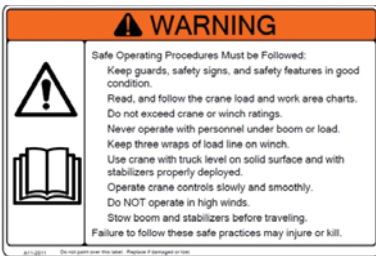 WARNING
Safe Operating Procedures Must be Followed:
Keep guards, safety signs, and safety features in good
condition.
Read, and follow the crane load and work area charts.
Do not exceed crane or winch ratings.
Never operate with personnel under boom or load.
Keep three wraps of load line on winch.
Use crane with truck level on solid surface and with
stabilizers properly deployed.
Operate crane controls slowly and smoothly.
Do NOT operate in high winds.
Stow boom and stabilizers before traveling.
Failure to follow these safe practices may injure or kill.
A11-2011 Do not paint over this label. Replace if damaged or lost.